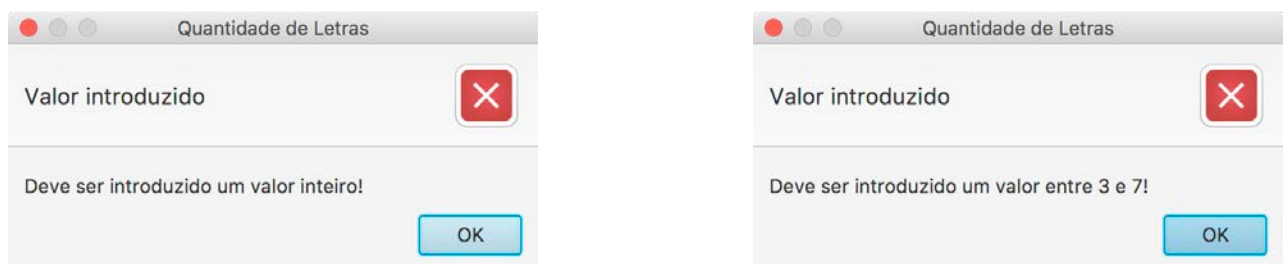 Quantidade de Letras
Valor introduzido
Deve ser introduzido um valor inteiro!
OK
Quantidade de Letras
Valor introduzido
Deve ser introduzido um valor entre 3 e 7!
OK